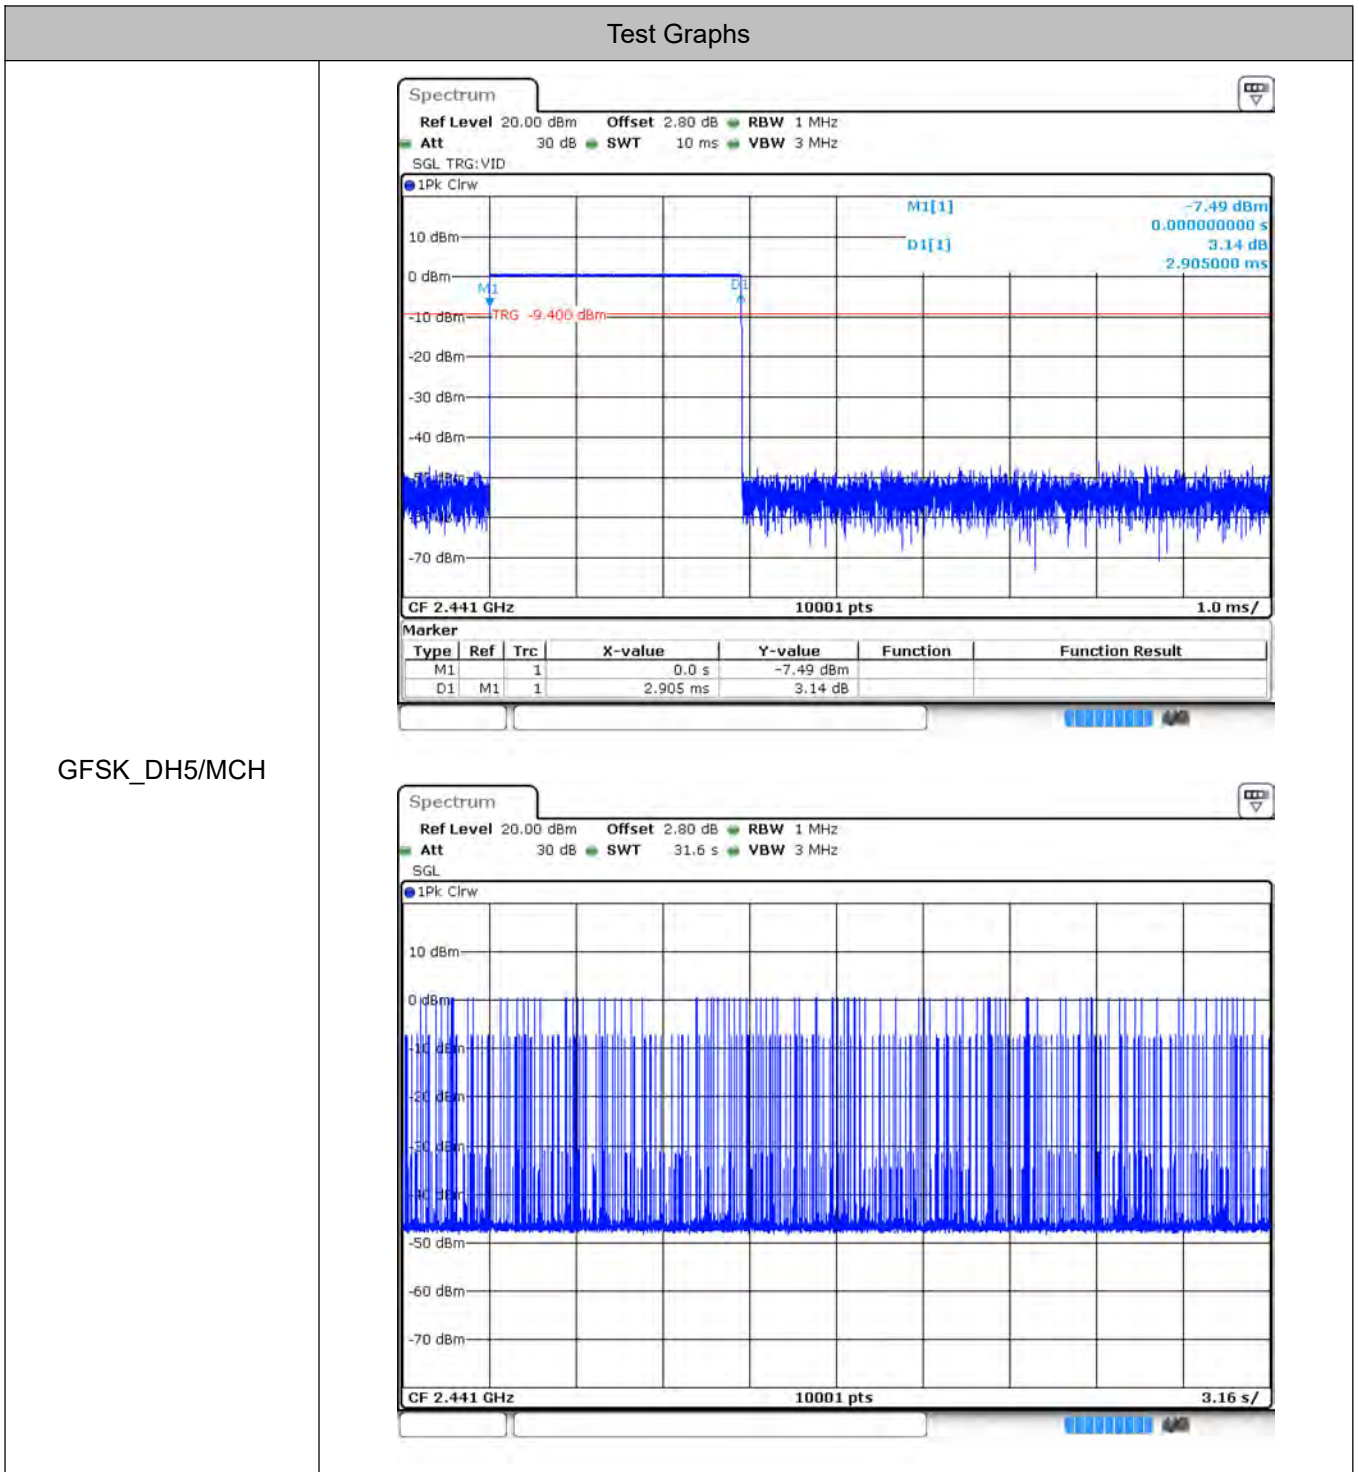 Test Graphs
GFSK_DH5/MCH
Spectrum
Ref Level 20.00 dBm Offset 2.80 dB RBW 1 MHz
Att 30 dB SWT 10 ms VBW 3 MHz
SGL TRG:VID
1Pk Clrw
M1[1] -7.49 dBm
0.000000000 s
D1[1] 3.14 dB
2.905000 ms
10 dBm
0 dBm
M1
D1
-10 dBm
TRG -9.400 dBm
-20 dBm
-30 dBm
-40 dBm
-70 dBm
CF 2.441 GHz 10001 pts 1.0 ms/
Marker
Type Ref Trc X-value Y-value Function Function Result
M1 1 0.0 s -7.49 dBm
D1 M1 1 2.905 ms 3.14 dB
Spectrum
Ref Level 20.00 dBm Offset 2.80 dB RBW 1 MHz
Att 30 dB SWT 31.6 s VBW 3 MHz
SGL
1Pk Clrw
10 dBm
0 dBm
-10 dBm
-20 dBm
-50 dBm
-60 dBm
-70 dBm
CF 2.441 GHz 10001 pts 3.16 s/